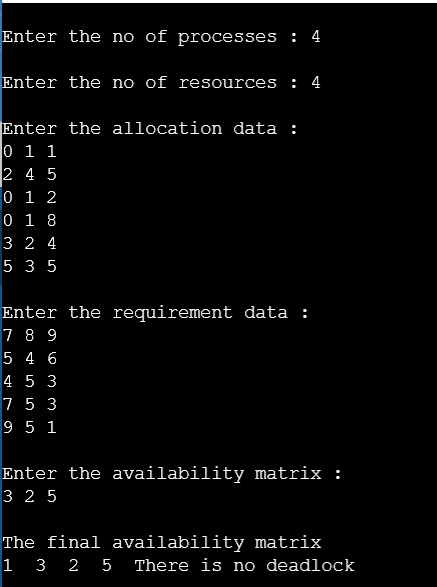 Enter the no of processes : 4
Enter the no of resources : 4
Enter the allocation data :
0 1 1
2 4 5
0 1 2
0 1 8
3 2 4
5 3 5
Enter the requirement data :
7 8 9
5 4 6
4 5 3
7 5 3
9 5 1
Enter the availability matrix :
3 2 5
The final availability matrix
1 3 2 5 There is no deadlock